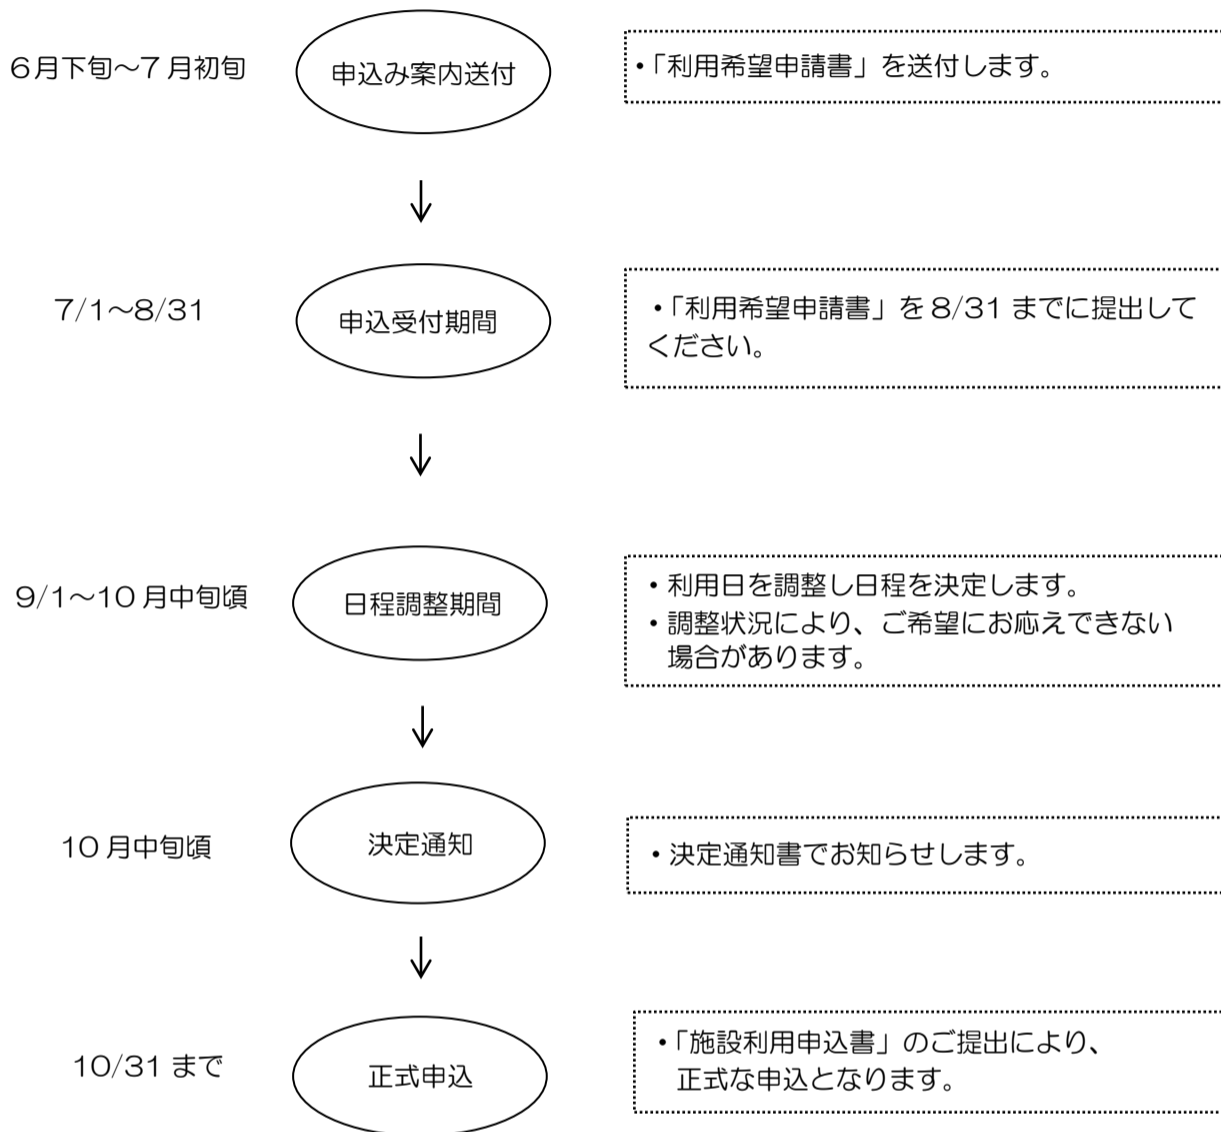 6月下旬～7月初旬
申込み案内送付
・「利用希望申請書」を送付します。
7/1～8/31
申込受付期間
・「利用希望申請書」を8/31 までに提出して
ください。
9/1～10月中旬頃
日程調整期間
・利用日を調整し日程を決定します。
・調整状況により、ご希望にお応えできない
場合があります。
10月中旬頃
決定通知
・決定通知書でお知らせします。
10/31 まで
正式申込
・「施設利用申込書」のご提出により、
正式な申込となります。